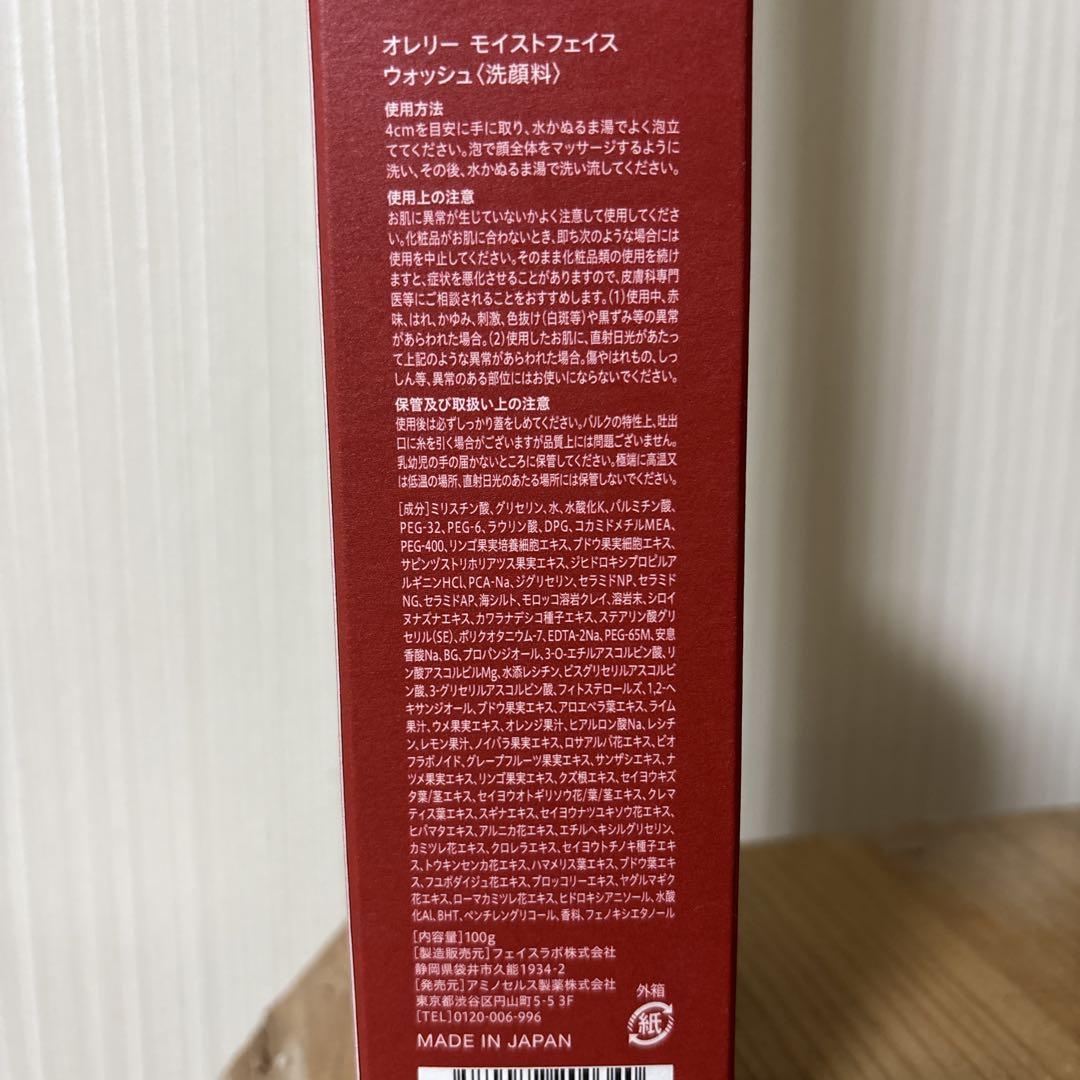 オレリー モイストフェイス
ウォッシュ〈洗顔料〉
使用方法
4cmを目安に手に取り、水かぬるま湯でよく泡立
ててください。泡で顔全体をマッサージするように
洗い、その後、水かぬるま湯で洗い流してください。
使用上の注意
お肌に異常が生じていないかよく注意して使用してくださ
い。化粧品がお肌に合わないとき、即ち次のような場合には
使用を中止してください。そのまま化粧品類の使用を続け
ますと、症状を悪化させることがありますので、皮膚科専門
医等にご相談されることをおすすめします。(1)使用中、赤
味、はれ、かゆみ、刺激、色抜け(白斑等)や黒ずみ等の異常
があらわれた場合。(2)使用したお肌に、直射日光があたっ
て上記のような異常があらわれた場合。傷やはれもの、しっ
しん等、異常のある部位にはお使いにならないでください。
保管及び取扱い上の注意
使用後は必ずしっかり蓋をしめてください。バルクの特性上、吐出
口に糸を引く場合がございますが品質上には問題ございません。
乳幼児の手の届かないところに保管してください。極端に高温又
は低温の場所、直射日光のあたる場所には保管しないでください。
[成分]ミリスチン酸、グリセリン、水、水酸化K、パルミチン酸、
PEG-32、PEG-6、ラウリン酸、DPG、コカミドメチルMEA、
PEG-400、リンゴ果実培養細胞エキス、ブドウ果実細胞エキス、
サピンヅストリホリアツス果実エキス、ジヒドロキシプロピルア
ルギニンHCl、PCA-Na、ジグリセリン、セラミドNP、セラミド
NG、セラミドAP、海シルト、モロッコ溶岩クレイ、溶岩末、シロイ
ヌナズナエキス、カワラナデシコ種子エキス、ステアリン酸グリ
セリル(SE)、ポリクオタニウム-7、EDTA-2Na、PEG-65M、安息
香酸Na、BG、プロパンジオール、3-O-エチルアスコルビン酸、リ
ン酸アスコルビルMg、水添レシチン、ビスグリセリルアスコルビ
ン酸、3-グリセリルアスコルビン酸、フィトステロールズ、1,2-ヘ
キサンジオール、ブドウ果実エキス、アロエベラ葉エキス、ライム
果汁、ウメ果実エキス、オレンジ果汁、ヒアルロン酸Na、レシチ
ン、レモン果汁、ノイバラ果実エキス、ロサアルバ花エキス、ビオ
フラボノイド、グレープフルーツ果実エキス、サンザシエキス、ナ
ツメ果実エキス、リンゴ果実エキス、クズ根エキス、セイヨウキズ
タ葉/茎エキス、セイヨウオトギリソウ花/葉/茎エキス、クレマ
ティス葉エキス、スギナエキス、セイヨウナツユキソウ花エキス、
ヒバマタエキス、アルニカ花エキス、エチルヘキシルグリセリン、
カミツレ花エキス、クロレラエキス、セイヨウトチノキ種子エキ
ス、トウキンセンカ花エキス、ハマメリス葉エキス、ブドウ葉エキ
ス、フユボダイジュ花エキス、ブロッコリーエキス、ヤグルマギク
花エキス、ローマカミツレ花エキス、ヒドロキシアニソール、水酸
化Al、BHT、ペンチレングリコール、香料、フェノキシエタノール
[内容量]100g
[製造販売元]フェイスラボ株式会社
静岡県袋井市久能1934-2
[発売元]アミノセルス製薬株式会社
東京都渋谷区円山町5-5 3F
[TEL]0120-006-996
外箱
紙
MADE IN JAPAN